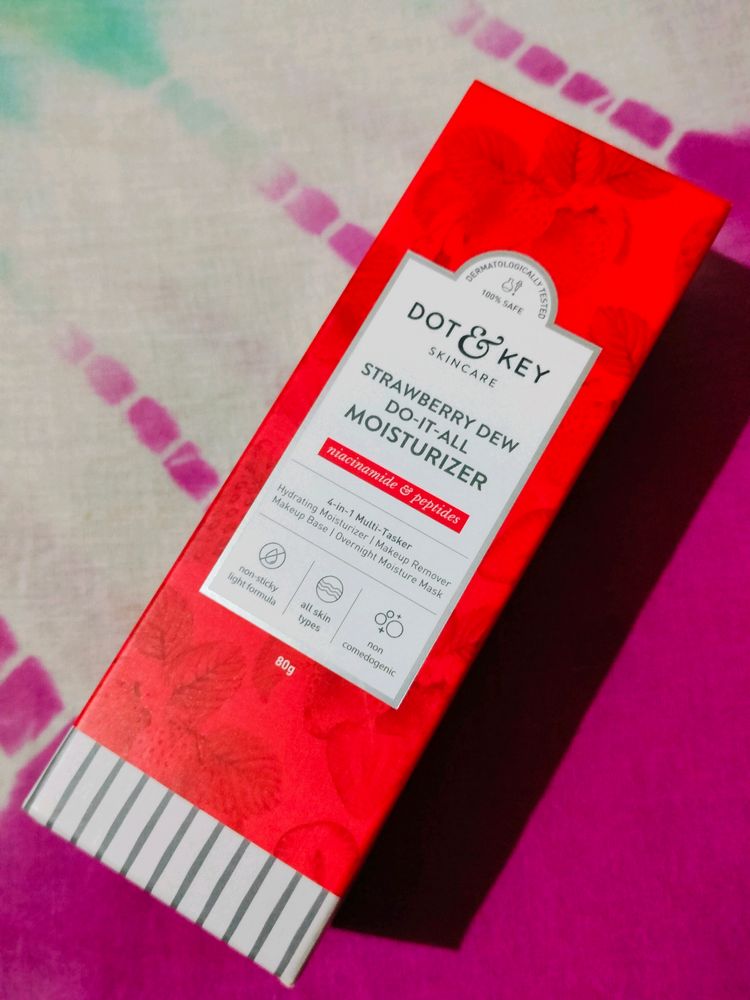 DERMATOLOGICALLY TESTED
100% SAFE
DOT & KEY
SKINCARE
STRAWBERRY DEW
DO-IT-ALL
MOISTURIZER
niacinamide & peptides
4-in-1 Multi-Tasker
Hydrating Moisturizer | Makeup Remover
Makeup Base | Overnight Moisture Mask
non-sticky
light formula
all skin
types
non
comedogenic
80g